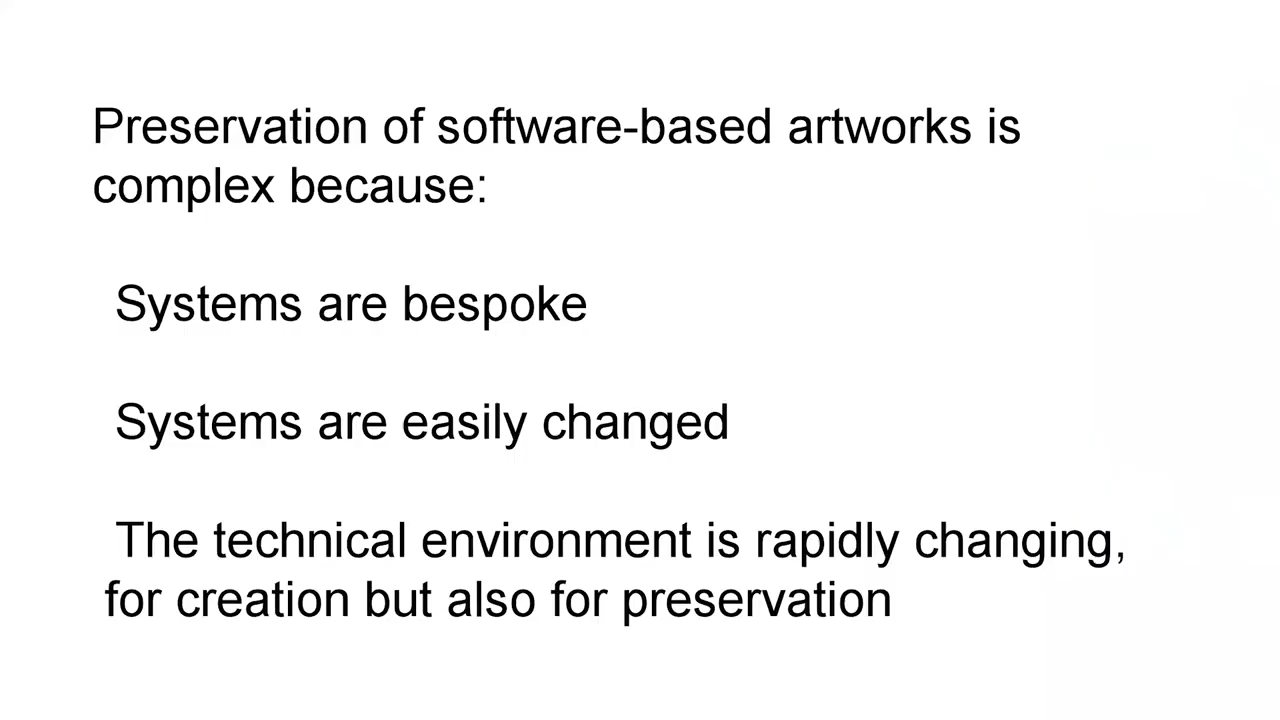 Preservation of software-based artworks is
complex because:
Systems are bespoke
Systems are easily changed
The technical environment is rapidly changing,
for creation but also for preservation